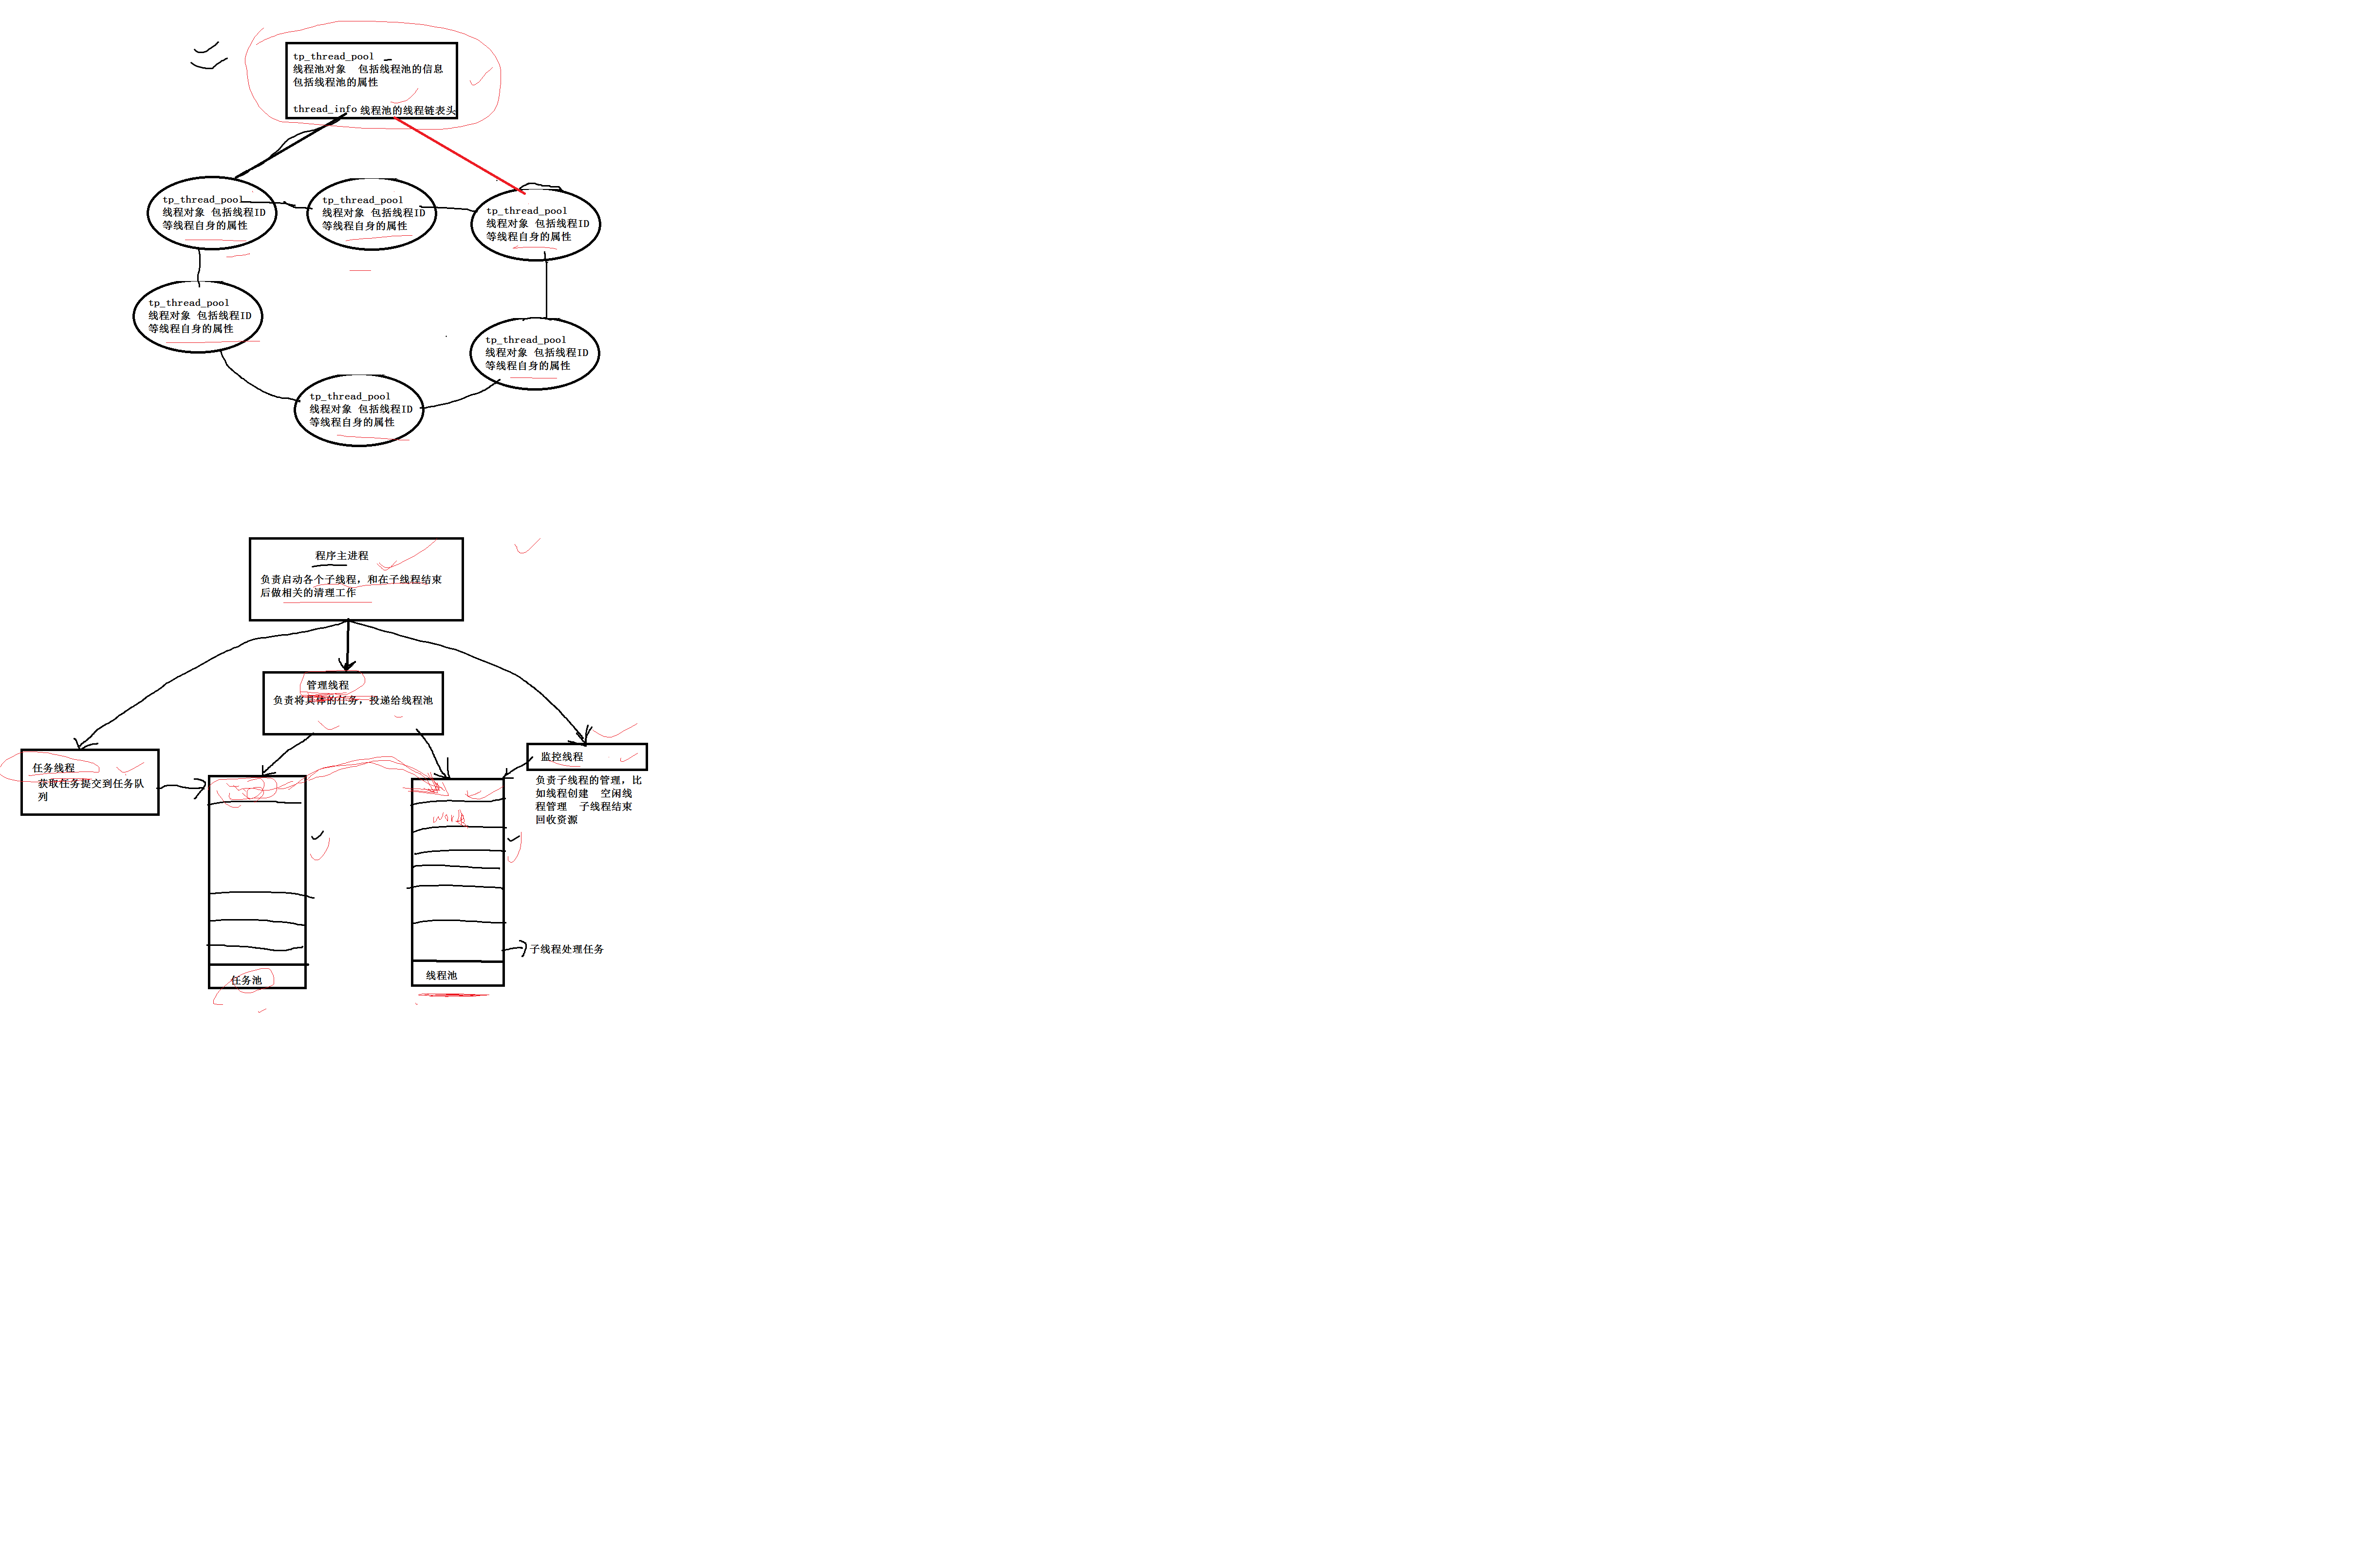 tp_thread_pool
线程池对象 包括线程池的信息
包括线程池的属性
thread_info 线程池的线程链表头
tp_thread_pool
线程对象 包括线程ID
等线程自身的属性
tp_thread_pool
线程对象 包括线程ID
等线程自身的属性
tp_thread_pool
线程对象 包括线程ID
等线程自身的属性
tp_thread_pool
线程对象 包括线程ID
等线程自身的属性
tp_thread_pool
线程对象 包括线程ID
等线程自身的属性
tp_thread_pool
线程对象 包括线程ID
等线程自身的属性
程序主进程
负责启动各个子线程，和在子线程结束
后做相关的清理工作
管理线程
负责将具体的任务，投递给线程池
任务线程
获取任务提交到任务队
列
监控线程
负责子线程的管理，比
如线程创建 空闲线
程管理 子线程结束
回收资源
子线程处理任务
任务池
线程池